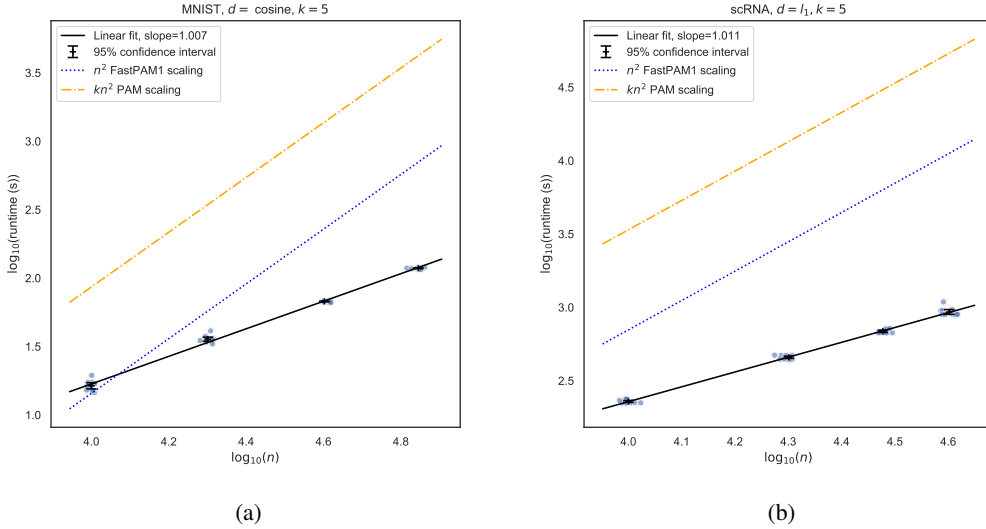 MNIST, d = cosine, k = 5
Linear fit, slope=1.007
95% confidence interval
n² FastPAM1 scaling
kn² PAM scaling
log₁₀(runtime (s))
3.5
3.0
2.5
2.0
1.5
1.0
4.0
4.2
4.4
4.6
4.8
log₁₀(n)
(a)
scRNA, d = l₁, k = 5
Linear fit, slope=1.011
95% confidence interval
n² FastPAM1 scaling
kn² PAM scaling
log₁₀(runtime (s))
4.5
4.0
3.5
3.0
2.5
4.0
4.1
4.2
4.3
4.4
4.5
4.6
log₁₀(n)
(b)